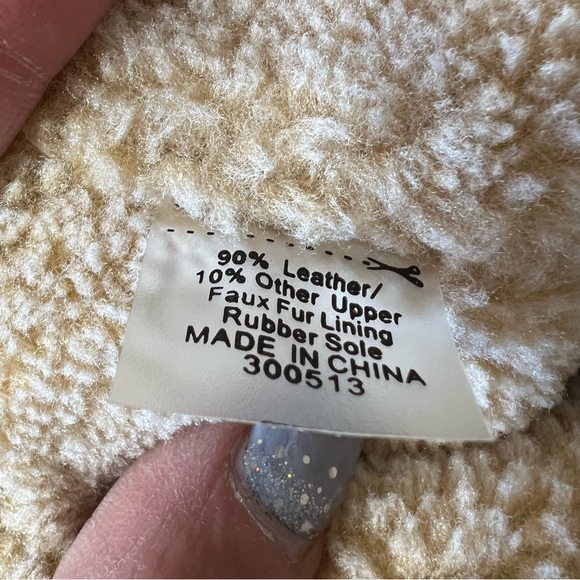 90% Leather/
10% Other Upper
Faux Fur Lining
Rubber Sole
MADE IN CHINA
300513